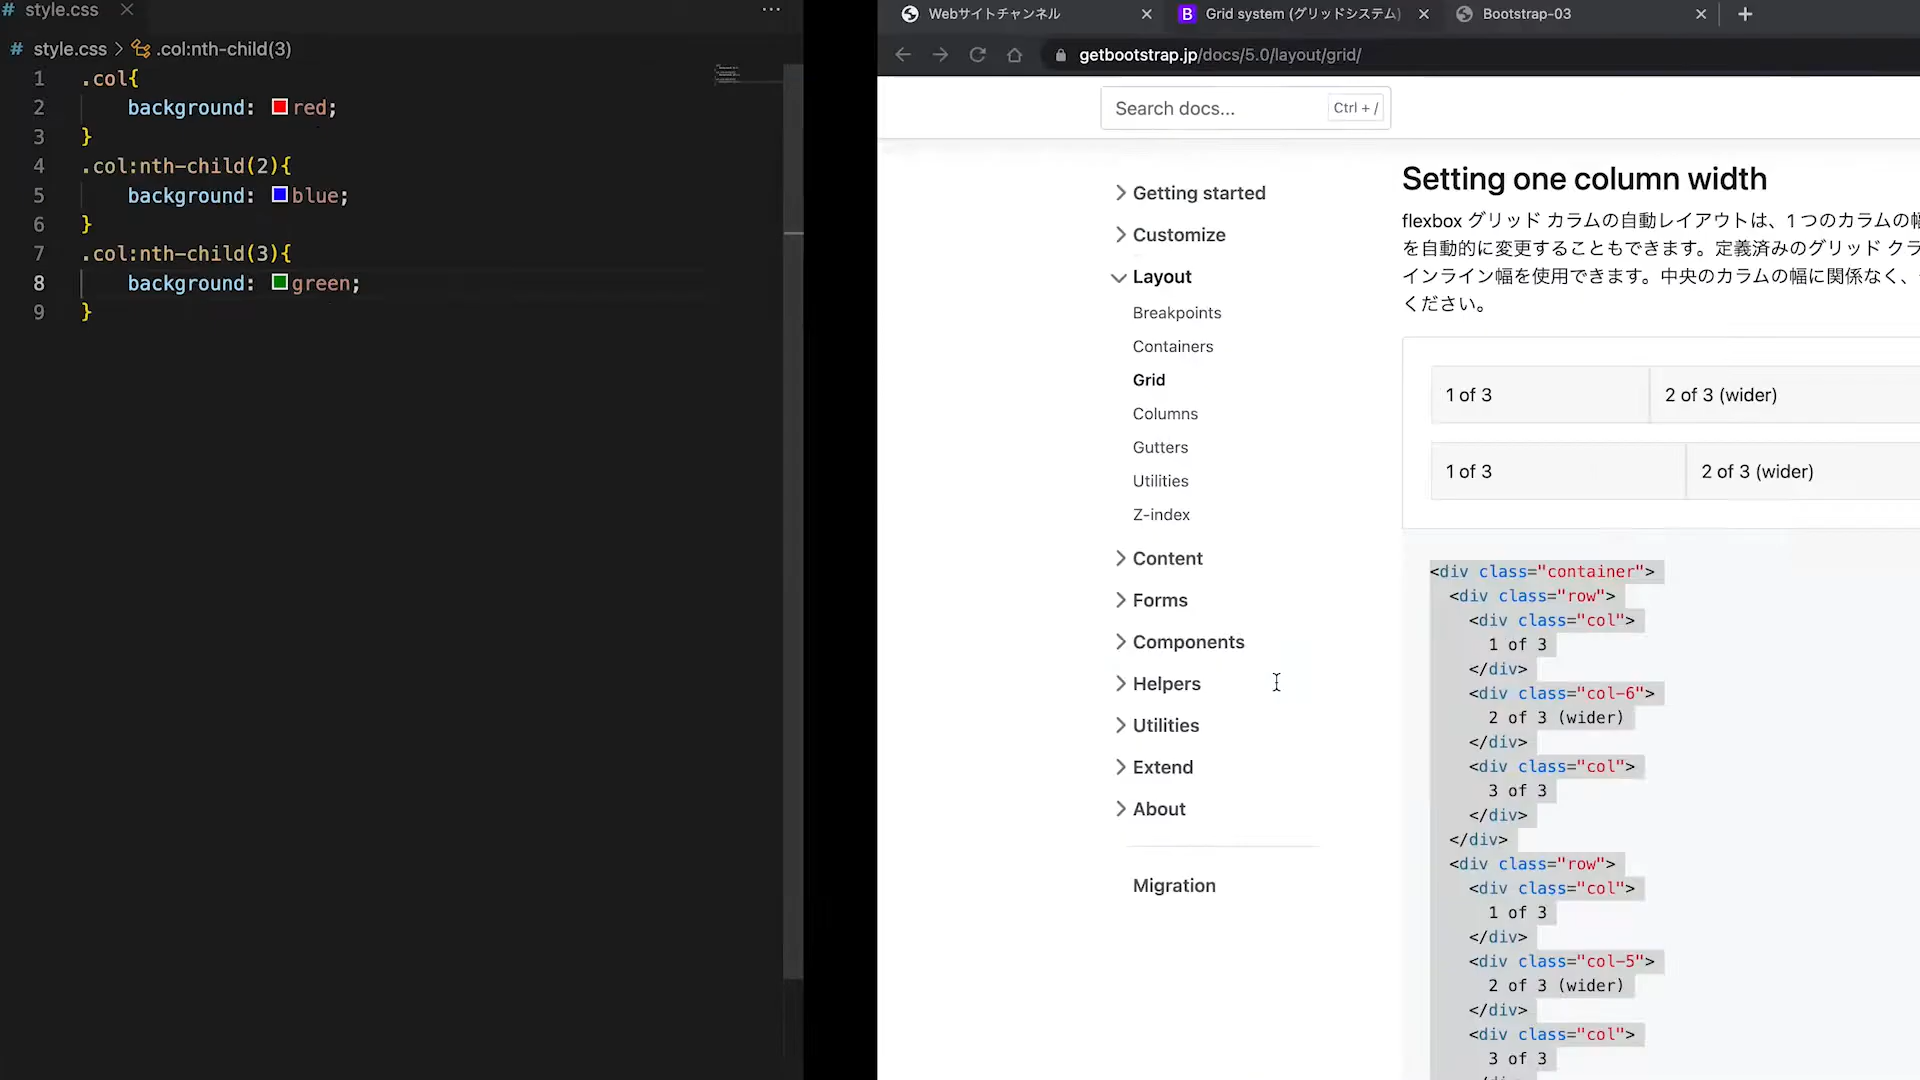 # style.css
# style.css > .col:nth-child(3)
1 .col{
2 background: red;
3 }
4 .col:nth-child(2){
5 background: blue;
6 }
7 .col:nth-child(3){
8 background: green;
9 }
Webサイトチャンネル
Grid system (グリッドシステム)
Bootstrap-03
getbootstrap.jp/docs/5.0/layout/grid/
Search docs...
Ctrl + /
Getting started
Customize
Layout
Breakpoints
Containers
Grid
Columns
Gutters
Utilities
Z-index
Content
Forms
Components
Helpers
Utilities
Extend
About
Migration
Setting one column width
flexbox グリッド カラムの自動レイアウトは、1 つのカラムの幅
を自動的に変更することもできます。定義済みのグリッド クラ
インライン幅を使用できます。中央のカラムの幅に関係なく、
ください。
1 of 3
2 of 3 (wider)
1 of 3
2 of 3 (wider)
<div class="container">
<div class="row">
<div class="col">
1 of 3
</div>
<div class="col-6">
2 of 3 (wider)
</div>
<div class="col">
3 of 3
</div>
</div>
<div class="row">
<div class="col">
1 of 3
</div>
<div class="col-5">
2 of 3 (wider)
</div>
<div class="col">
3 of 3